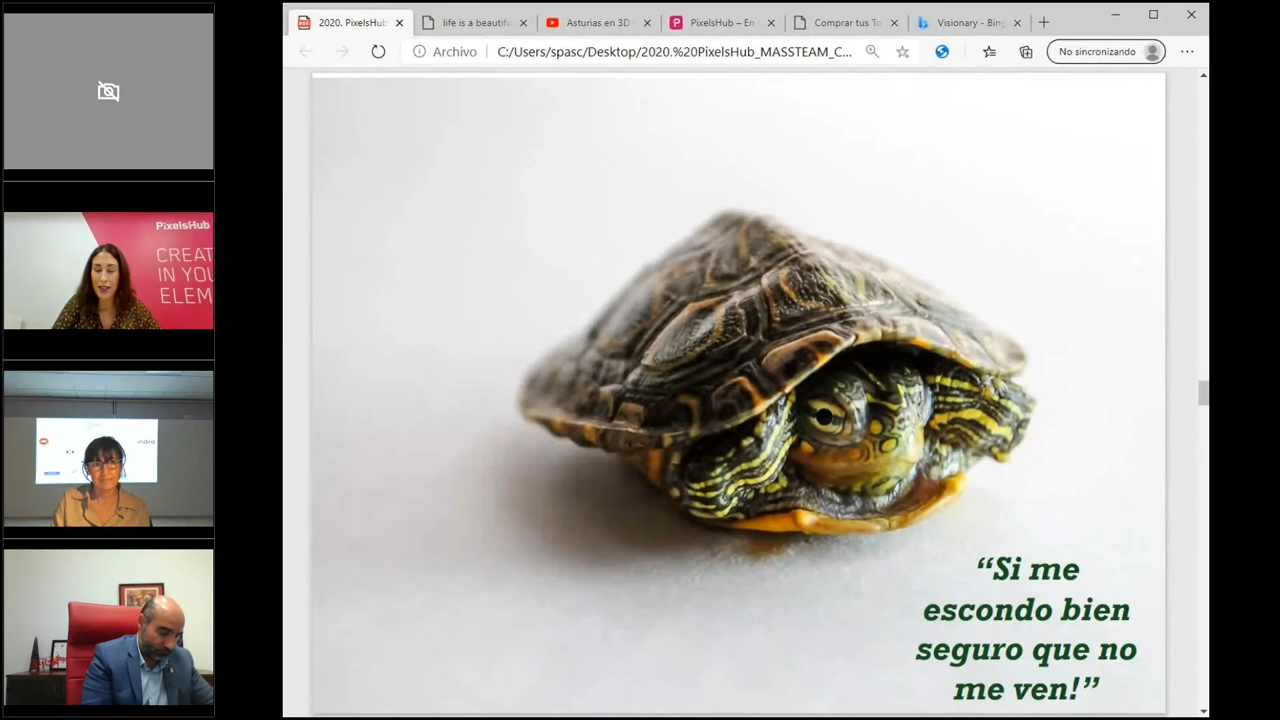 2020. PixelsHub
life is a beautifu
Asturias en 3D
PixelsHub – En
Comprar tus To
Visionary - Bing
Archivo
C:/Users/spasc/Desktop/2020.%20PixelsHub_MASSTEAM_C...
No sincronizando
PixelsHub
CREAT
IN YOU
ELEM
indra
“Si me
escondo bien
seguro que no
me ven!”